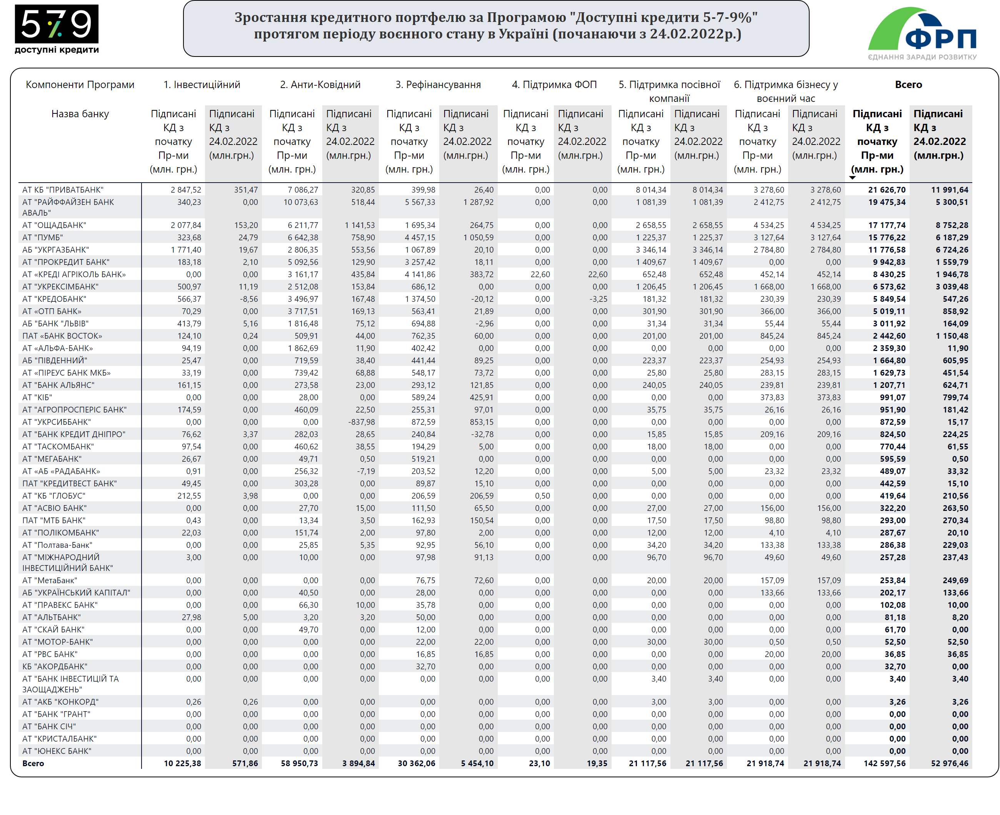 579
доступні кредити
Зростання кредитного портфелю за Програмою "Доступні кредити 5-7-9%"
протягом періоду воєнного стану в Україні (починаючи з 24.02.2022р.)
ФРП
ЄДНАННЯ ЗАРАДИ РОЗВИТКУ
Компоненти Програми 1. Інвестиційний 2. Анти-Ковідний 3. Рефінансування 4. Підтримка ФОП 5. Підтримка посівної 6. Підтримка бізнесу у Всего
компанії воєнний час
Назва банку Підписані Підписані Підписані Підписані Підписані Підписані Підписані Підписані Підписані Підписані Підписані Підписані Підписані Підписані
КД з КД з КД з КД з КД з КД з КД з КД з КД з КД з КД з КД з КД з КД з
початку 24.02.2022 початку 24.02.2022 початку 24.02.2022 початку 24.02.2022 початку 24.02.2022 початку 24.02.2022 початку 24.02.2022
Пр-ми (млн.грн.) Пр-ми (млн.грн.) Пр-ми (млн.грн.) Пр-ми (млн.грн.) Пр-ми (млн.грн.) Пр-ми (млн.грн.) Пр-ми (млн.грн.)
(млн. грн.) (млн. грн.) (млн. грн.) (млн. грн.) (млн. грн.) (млн. грн.) (млн. грн.)
АТ КБ "ПРИВАТБАНК" 2 847,52 351,47 7 086,27 320,85 399,98 26,40 0,00 0,00 8 014,34 8 014,34 3 278,60 3 278,60 21 626,70 11 991,64
АТ "РАЙФФАЙЗЕН БАНК 340,23 0,00 10 073,63 518,44 5 567,33 1 287,92 0,00 0,00 1 081,39 1 081,39 2 412,75 2 412,75 19 475,34 5 300,51
АВАЛЬ"
АТ "ОЩАДБАНК" 2 077,84 153,20 6 211,77 1 141,53 1 695,34 264,75 0,00 0,00 2 658,55 2 658,55 4 534,25 4 534,25 17 177,74 8 752,28
АТ "ПУМБ" 323,68 24,79 6 642,38 758,90 4 457,15 1 050,59 0,00 0,00 1 225,37 1 225,37 3 127,64 3 127,64 15 776,22 6 187,29
АБ "УКРГАЗБАНК" 1 771,40 19,67 2 806,35 553,56 1 067,89 20,10 0,00 0,00 3 346,14 3 346,14 2 784,80 2 784,80 11 776,58 6 724,26
АТ "ПРОКРЕДИТ БАНК" 183,18 2,10 5 092,56 129,90 3 257,42 18,11 0,00 0,00 1 409,67 1 409,67 0,00 0,00 9 942,83 1 559,79
АТ «КРЕДІ АГРІКОЛЬ БАНК» 0,00 0,00 3 161,17 435,84 4 141,86 383,72 22,60 22,60 652,48 652,48 452,14 452,14 8 430,25 1 946,78
АТ "УКРЕКСІМБАНК" 500,97 11,19 2 512,08 153,84 686,12 0,00 0,00 0,00 1 206,45 1 206,45 1 668,00 1 668,00 6 573,62 3 039,48
АТ "КРЕДОБАНК" 566,37 -8,56 3 496,97 167,48 1 374,50 -20,12 0,00 -3,25 181,32 181,32 230,39 230,39 5 849,54 547,26
АТ «ОТП БАНК» 70,29 0,00 3 717,51 169,13 563,41 21,89 0,00 0,00 301,90 301,90 366,00 366,00 5 019,11 858,92
АБ "БАНК "ЛЬВІВ" 413,79 5,16 1 816,48 75,12 694,88 -2,96 0,00 0,00 31,34 31,34 55,44 55,44 3 011,92 164,09
ПАТ «БАНК ВОСТОК» 124,10 0,24 509,91 44,00 762,35 60,00 0,00 0,00 201,00 201,00 845,24 845,24 2 442,60 1 150,48
АТ «АЛЬФА-БАНК» 94,19 0,00 1 862,69 11,90 402,42 0,00 0,00 0,00 0,00 0,00 0,00 0,00 2 359,30 11,90
АБ "ПІВДЕННИЙ" 25,47 0,00 719,59 38,40 441,44 89,25 0,00 0,00 223,37 223,37 254,93 254,93 1 664,80 605,95
АТ «ПІРЕУС БАНК МКБ» 33,19 0,00 739,42 68,88 548,17 73,72 0,00 0,00 25,80 25,80 283,15 283,15 1 629,73 451,54
АТ "БАНК АЛЬЯНС" 161,15 0,00 273,58 23,00 293,12 121,85 0,00 0,00 240,05 240,05 239,81 239,81 1 207,71 624,71
АТ "КІБ" 0,00 0,00 28,00 0,00 589,24 425,91 0,00 0,00 0,00 0,00 373,83 373,83 991,07 799,74
АТ "АГРОПРОСПЕРІС БАНК" 174,59 0,00 460,09 22,50 255,31 97,01 0,00 0,00 35,75 35,75 26,16 26,16 951,90 181,42
АТ "УКРСИББАНК" 0,00 0,00 0,00 -837,98 872,59 853,15 0,00 0,00 0,00 0,00 0,00 0,00 872,59 15,17
АТ "БАНК КРЕДИТ ДНІПРО" 76,62 3,37 282,03 28,65 240,84 -32,78 0,00 0,00 15,85 15,85 209,16 209,16 824,50 224,25
АТ "ТАСКОМБАНК" 97,54 0,00 460,62 38,55 194,29 5,00 0,00 0,00 18,00 18,00 0,00 0,00 770,44 61,55
АТ "МЕГАБАНК" 26,67 0,00 49,71 0,50 519,21 0,00 0,00 0,00 0,00 0,00 0,00 0,00 595,59 0,50
АТ «АБ «РАДАБАНК» 0,91 0,00 256,32 -7,19 203,52 12,20 0,00 0,00 5,00 5,00 23,32 23,32 489,07 33,32
ПАТ "КРЕДИТВЕСТ БАНК" 49,45 0,00 303,28 0,00 89,87 15,10 0,00 0,00 0,00 0,00 0,00 0,00 442,59 15,10
АТ "КБ "ГЛОБУС" 212,55 3,98 0,00 0,00 206,59 206,59 0,50 0,00 0,00 0,00 0,00 0,00 419,64 210,56
АТ "АСВІО БАНК" 0,00 0,00 27,70 15,00 111,50 65,50 0,00 0,00 27,00 27,00 156,00 156,00 322,20 263,50
ПАТ "МТБ БАНК" 0,43 0,00 13,34 3,50 162,93 150,54 0,00 0,00 17,50 17,50 98,80 98,80 293,00 270,34
АТ "ПОЛІКОМБАНК" 22,03 0,00 151,74 2,00 97,80 2,00 0,00 0,00 12,00 12,00 4,10 4,10 287,67 20,10
АТ "Полтава-Банк" 0,00 0,00 25,85 5,35 92,95 56,10 0,00 0,00 34,20 34,20 133,38 133,38 286,38 229,03
АТ "МІЖНАРОДНИЙ 3,00 0,00 10,00 0,00 97,98 91,13 0,00 0,00 96,70 96,70 49,60 49,60 257,28 237,43
ІНВЕСТИЦІЙНИЙ БАНК"
АТ "МетаБанк" 0,00 0,00 0,00 0,00 76,75 72,60 0,00 0,00 20,00 20,00 157,09 157,09 253,84 249,69
АБ "УКРАЇНСЬКИЙ КАПІТАЛ" 0,00 0,00 40,50 0,00 28,00 0,00 0,00 0,00 0,00 0,00 133,66 133,66 202,17 133,66
АТ "ПРАВЕКС БАНК" 0,00 0,00 66,30 10,00 35,78 0,00 0,00 0,00 0,00 0,00 0,00 0,00 102,08 10,00
АТ "АЛЬТБАНК" 27,98 5,00 3,20 3,20 50,00 0,00 0,00 0,00 0,00 0,00 0,00 0,00 81,18 8,20
АТ "СКАЙ БАНК" 0,00 0,00 49,70 0,00 12,00 0,00 0,00 0,00 0,00 0,00 0,00 0,00 61,70 0,00
АТ "МОТОР-БАНК" 0,00 0,00 0,00 0,00 22,00 22,00 0,00 0,00 30,00 30,00 0,50 0,50 52,50 52,50
АТ "РВС БАНК" 0,00 0,00 0,00 0,00 16,85 16,85 0,00 0,00 0,00 0,00 20,00 20,00 36,85 36,85
КБ "АКОРДБАНК" 0,00 0,00 0,00 0,00 32,70 0,00 0,00 0,00 0,00 0,00 0,00 0,00 32,70 0,00
АТ "БАНК ІНВЕСТИЦІЙ ТА 0,00 0,00 0,00 0,00 0,00 0,00 0,00 0,00 3,40 3,40 0,00 0,00 3,40 3,40
ЗАОЩАДЖЕНЬ"
АТ "АКБ "КОНКОРД" 0,26 0,26 0,00 0,00 0,00 0,00 0,00 0,00 3,00 3,00 0,00 0,00 3,26 3,26
АТ "БАНК "ГРАНТ" 0,00 0,00 0,00 0,00 0,00 0,00 0,00 0,00 0,00 0,00 0,00 0,00 0,00 0,00
АТ "БАНК СІЧ" 0,00 0,00 0,00 0,00 0,00 0,00 0,00 0,00 0,00 0,00 0,00 0,00 0,00 0,00
АТ "КРИСТАЛБАНК" 0,00 0,00 0,00 0,00 0,00 0,00 0,00 0,00 0,00 0,00 0,00 0,00 0,00 0,00
АТ "ЮНЕКС БАНК" 0,00 0,00 0,00 0,00 0,00 0,00 0,00 0,00 0,00 0,00 0,00 0,00 0,00 0,00
Всего 10 225,38 571,86 58 950,73 3 894,84 30 362,06 5 454,10 23,10 19,35 21 117,56 21 117,56 21 918,74 21 918,74 142 597,56 52 976,46